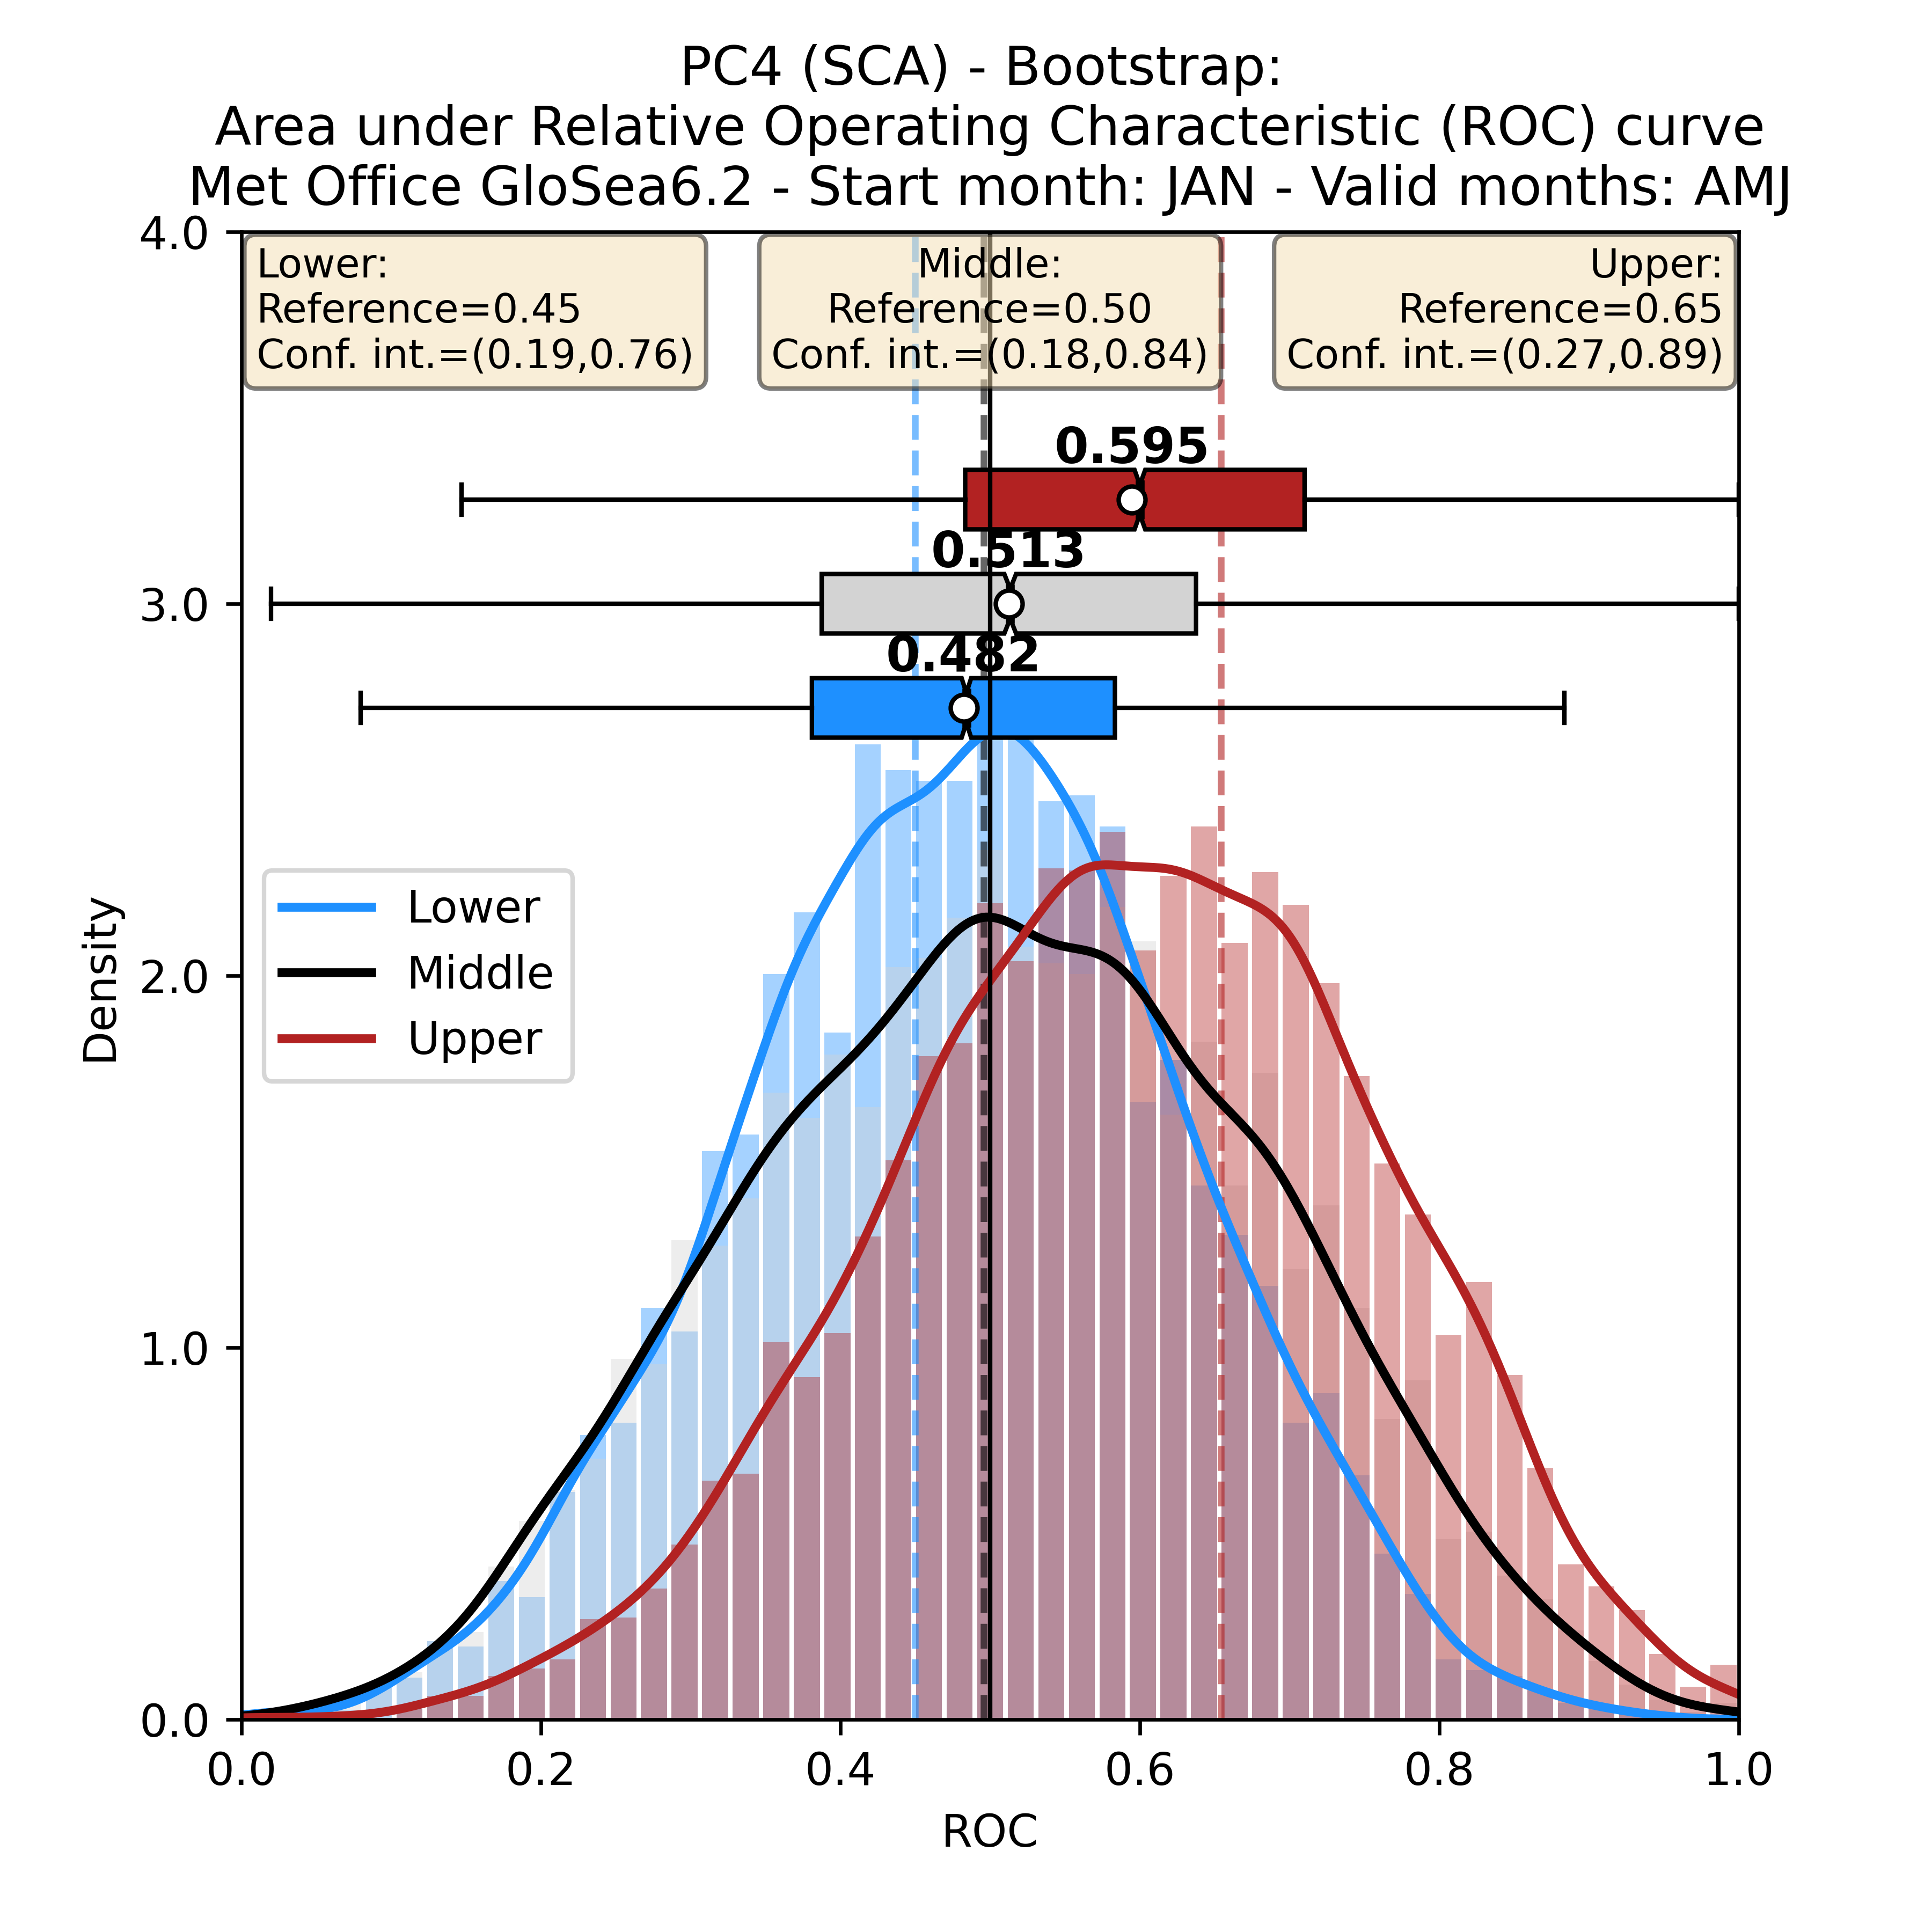 PC4 (SCA) - Bootstrap:
Area under Relative Operating Characteristic (ROC) curve
Met Office GloSea6.2 - Start month: JAN - Valid months: AMJ
Lower:
Reference=0.45
Conf. int.=(0.19,0.76)
Middle:
Reference=0.50
Conf. int.=(0.18,0.84)
Upper:
Reference=0.65
Conf. int.=(0.27,0.89)
0.595
0.513
0.482
Lower
Middle
Upper
Density
4.0
3.0
2.0
1.0
0.0
0.0 0.2 0.4 0.6 0.8 1.0
ROC